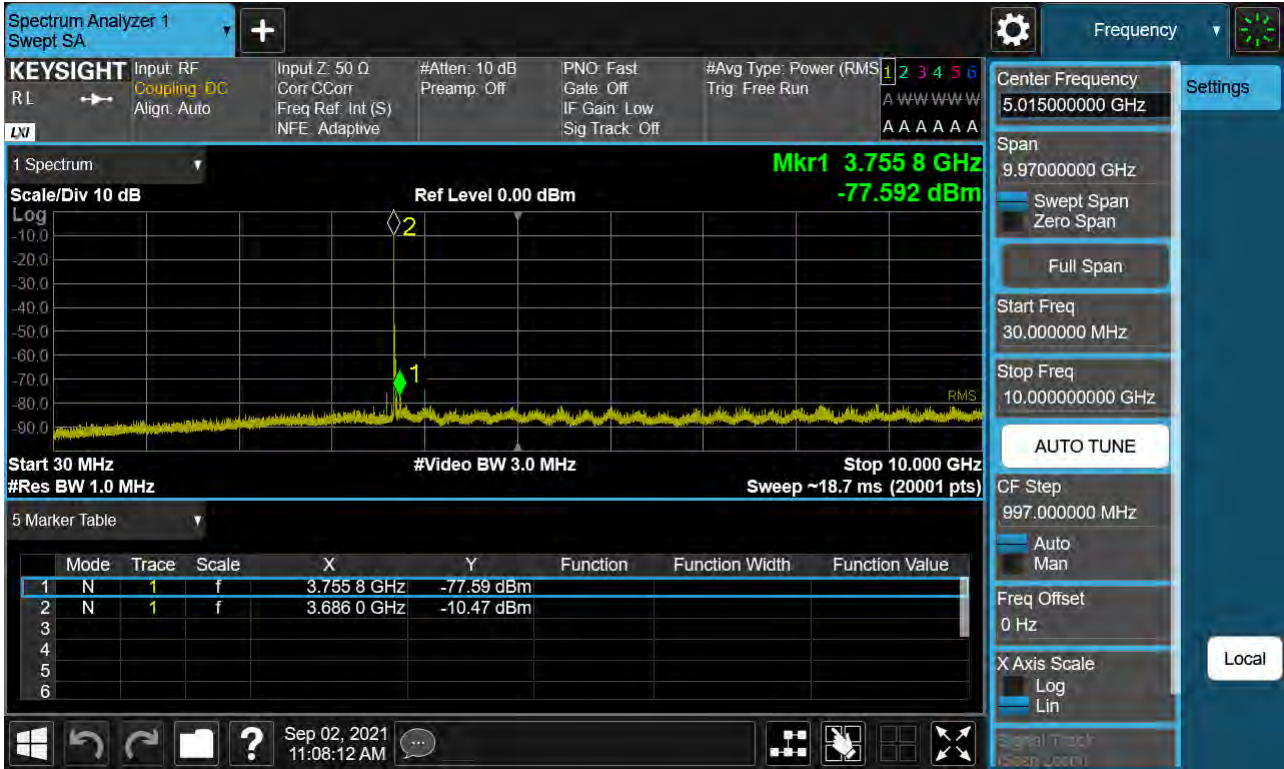 Spectrum Analyzer 1
Swept SA
+
Frequency
KEYSIGHT
R L
LXI
Input: RF
Coupling: DC
Align: Auto
Input Z: 50 Ω
Corr CCorr
Freq Ref: Int (S)
NFE: Adaptive
#Atten: 10 dB
Preamp: Off
PNO: Fast
Gate: Off
IF Gain: Low
Sig Track: Off
#Avg Type: Power (RMS
Trig: Free Run
1 2 3 4 5 6
A W W W W W
A A A A A A
1 Spectrum
Mkr1 3.755 8 GHz
Scale/Div 10 dB
Ref Level 0.00 dBm
-77.592 dBm
Log
-10.0
-20.0
-30.0
-40.0
-50.0
-60.0
-70.0
-80.0
-90.0
2
1
RMS
Start 30 MHz
#Video BW 3.0 MHz
Stop 10.000 GHz
#Res BW 1.0 MHz
Sweep ~18.7 ms (20001 pts)
5 Marker Table
Mode Trace Scale X Y Function Function Width Function Value
1 N 1 f 3.755 8 GHz -77.59 dBm
2 N 1 f 3.686 0 GHz -10.47 dBm
3
4
5
6
Center Frequency
5.015000000 GHz
Settings
Span
9.97000000 GHz
Swept Span
Zero Span
Full Span
Start Freq
30.000000 MHz
Stop Freq
10.000000000 GHz
AUTO TUNE
CF Step
997.000000 MHz
Auto
Man
Freq Offset
0 Hz
X Axis Scale
Log
Lin
Signal Track
(Span Zoom)
Local
?
Sep 02, 2021
11:08:12 AM